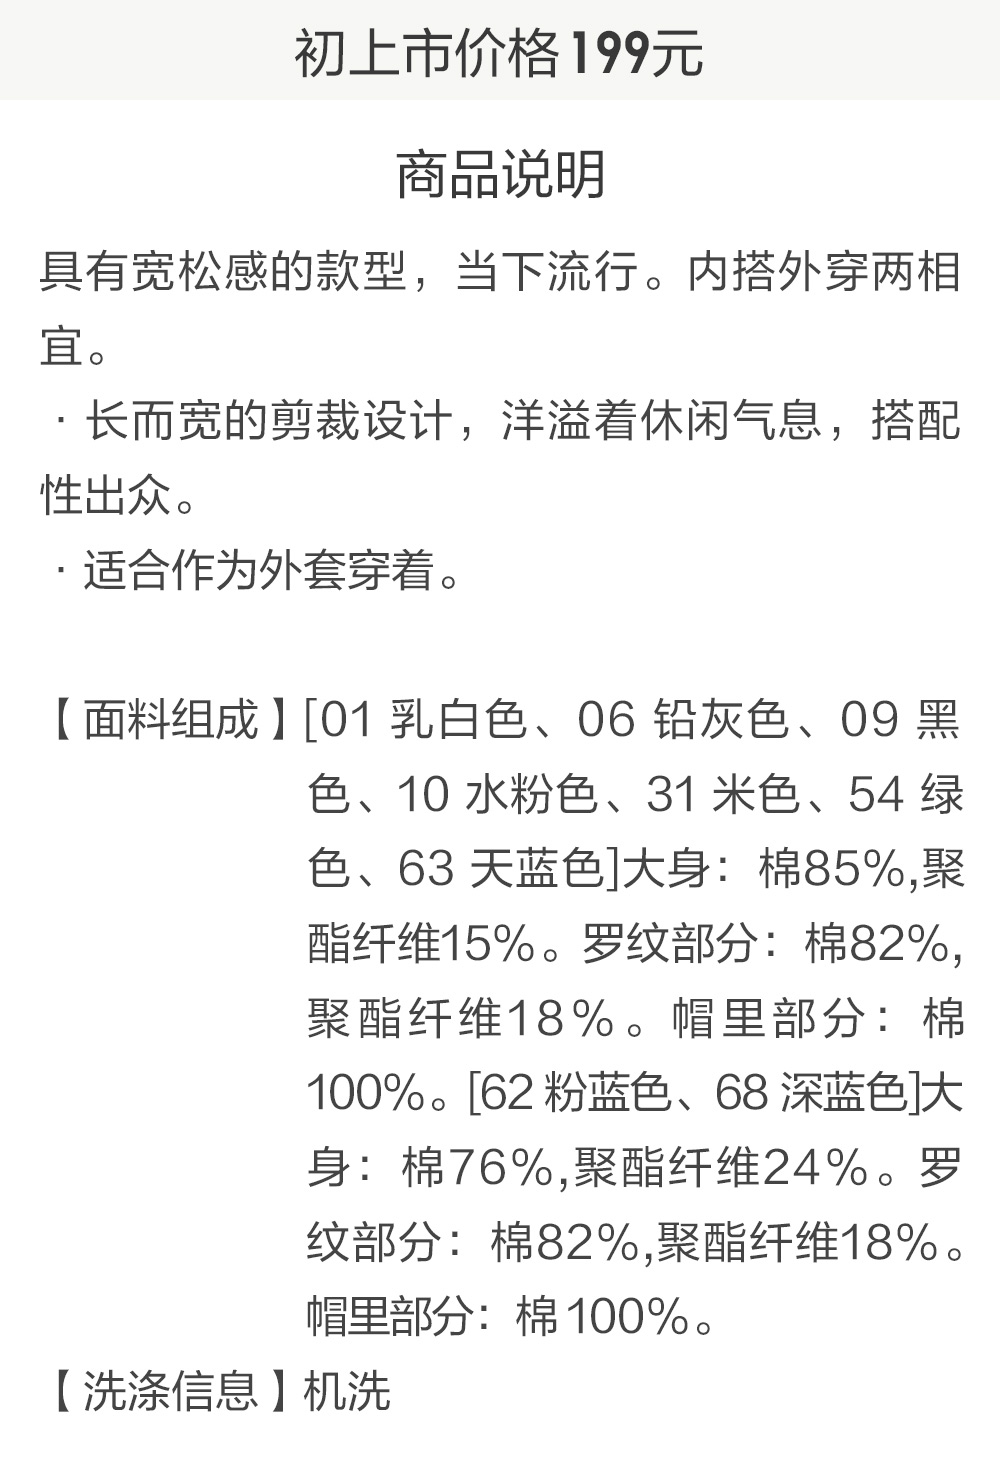 初上市价格199元
商品说明
具有宽松感的款型，当下流行。内搭外穿两相
宜。
·长而宽的剪裁设计，洋溢着休闲气息，搭配
性出众。
·适合作为外套穿着。
【面料组成】[01 乳白色、06 铅灰色、09 黑
色、10 水粉色、31 米色、54 绿
色、63 天蓝色]大身：棉85%,聚
酯纤维15%。罗纹部分：棉82%,
聚酯纤维18%。帽里部分：棉
100%。[62 粉蓝色、68 深蓝色]大
身：棉76%,聚酯纤维24%。罗
纹部分：棉82%,聚酯纤维18%。
帽里部分：棉100%。
【洗涤信息】机洗